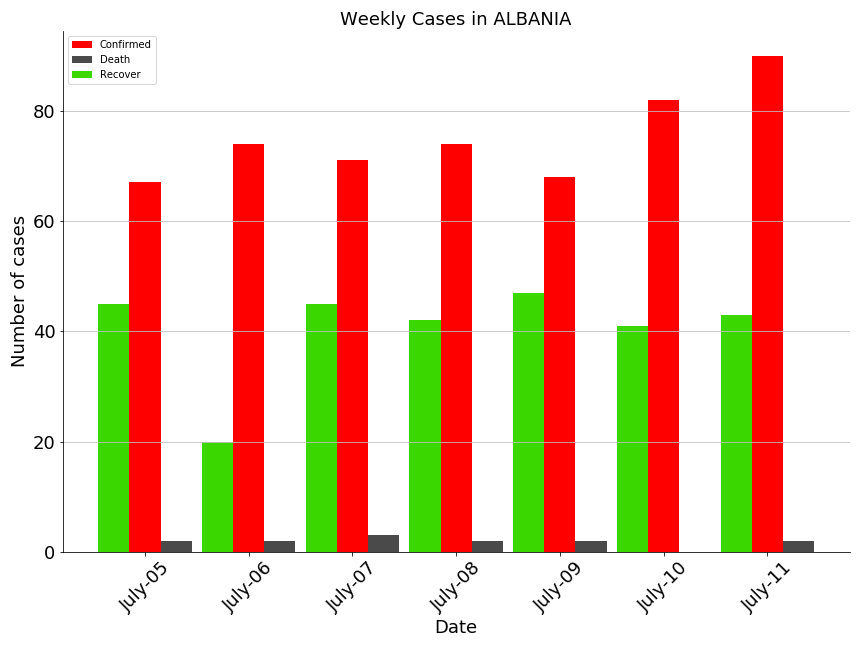 Weekly Cases in ALBANIA
Confirmed
Death
Recover
80
60
40
20
0
Number of cases
July-05
July-06
July-07
July-08
July-09
July-10
July-11
Date